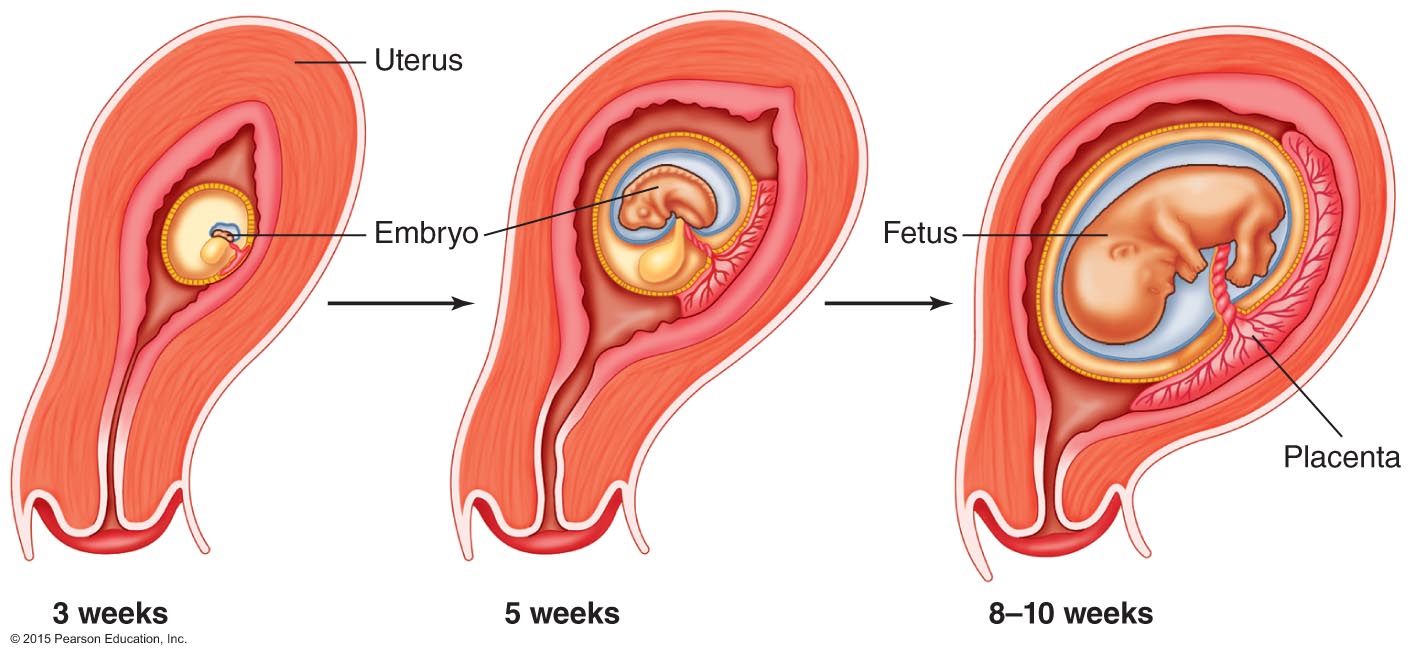 Uterus
Embryo
Fetus
Placenta
3 weeks
5 weeks
8–10 weeks
© 2015 Pearson Education, Inc.